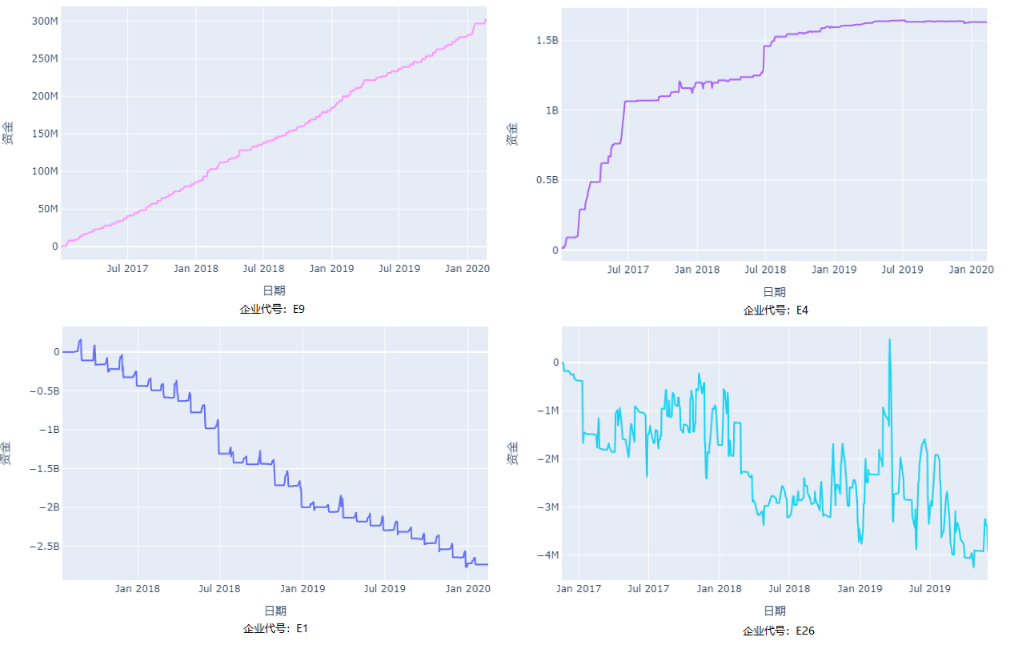 300M
250M
200M
150M
100M
50M
0
资金
Jul 2017 Jan 2018 Jul 2018 Jan 2019 Jul 2019 Jan 2020
日期
企业代号：E9
1.5B
1B
0.5B
0
资金
Jul 2017 Jan 2018 Jul 2018 Jan 2019 Jul 2019 Jan 2020
日期
企业代号：E4
0
−0.5B
−1B
−1.5B
−2B
−2.5B
资金
Jan 2018 Jul 2018 Jan 2019 Jul 2019 Jan 2020
日期
企业代号：E1
0
−1M
−2M
−3M
−4M
资金
Jan 2017 Jul 2017 Jan 2018 Jul 2018 Jan 2019 Jul 2019
日期
企业代号：E26